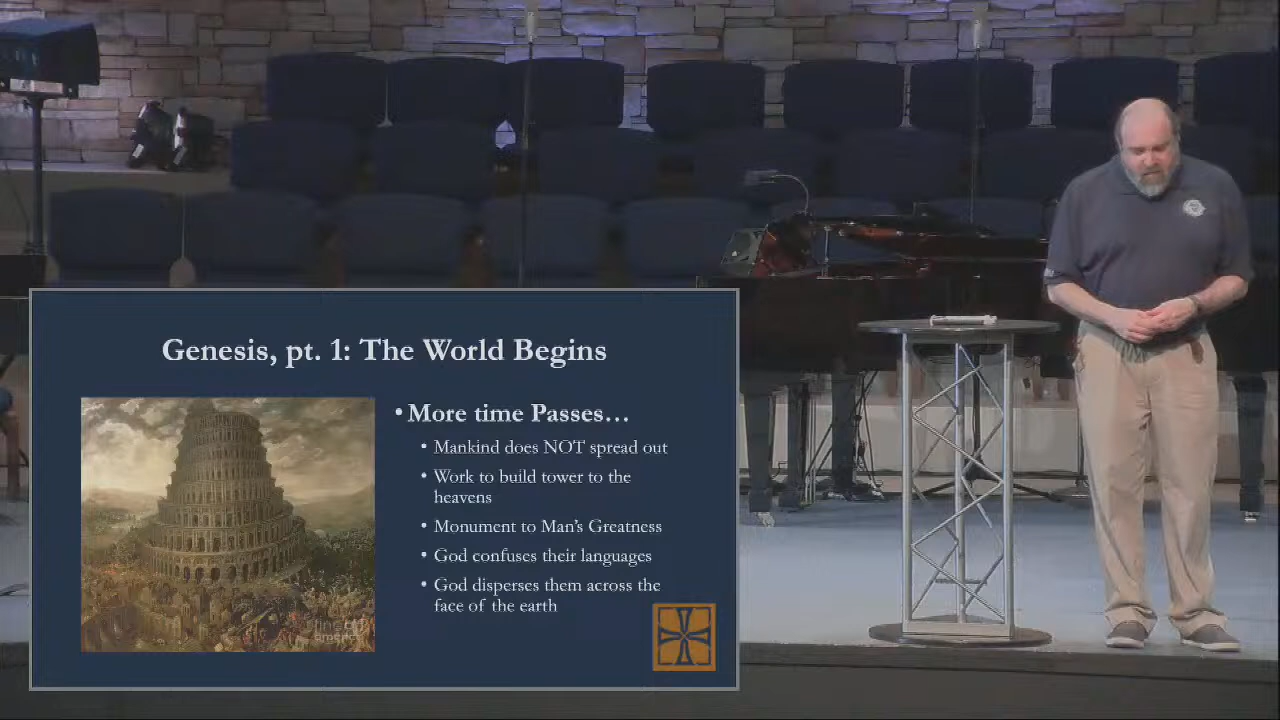 Genesis, pt. 1: The World Begins
• More time Passes…
• Mankind does NOT spread out
• Work to build tower to the
heavens
• Monument to Man's Greatness
• God confuses their languages
• God disperses them across the
face of the earth